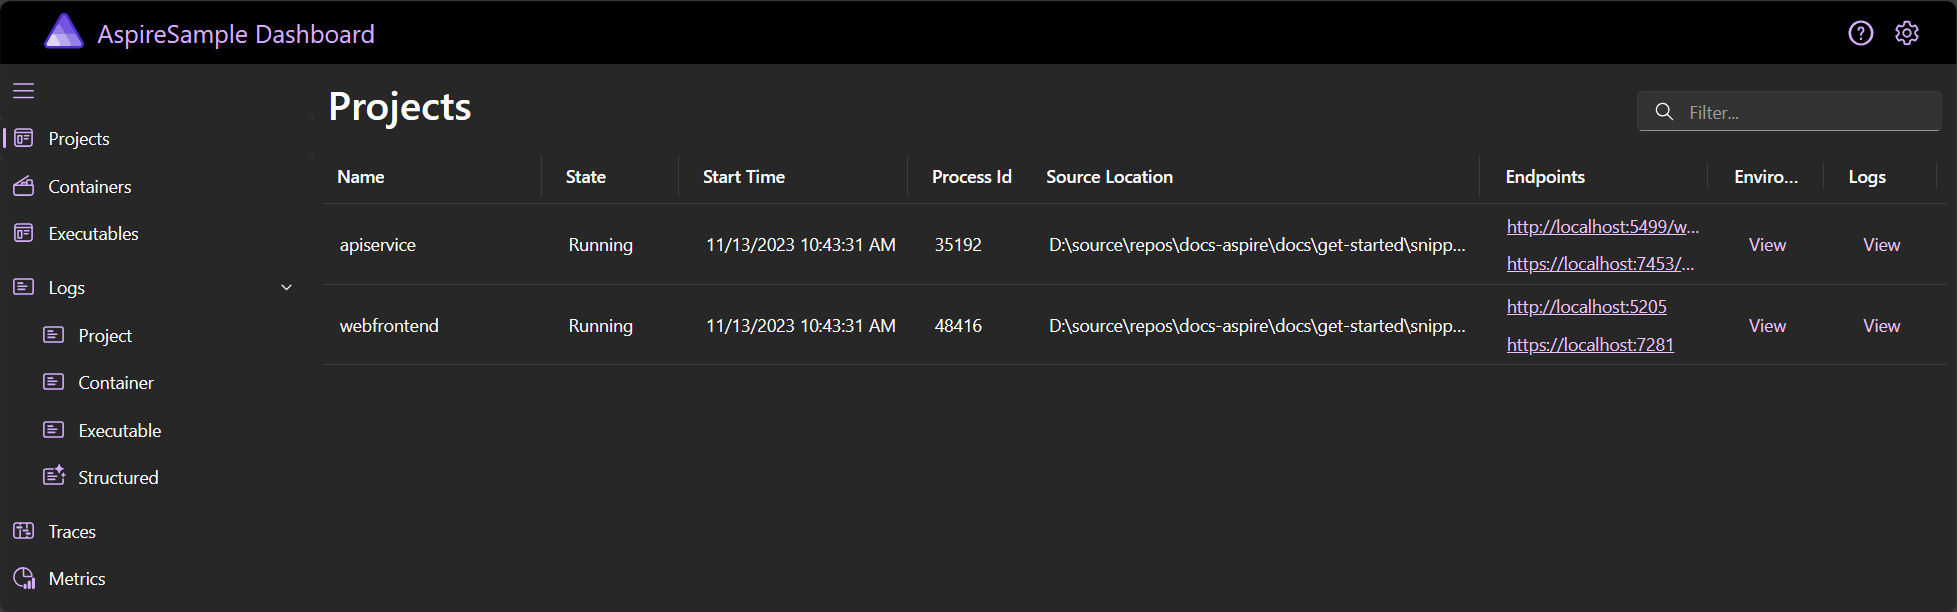 AspireSample Dashboard
Projects
Containers
Executables
Logs
Project
Container
Executable
Structured
Traces
Metrics
Projects
Filter...
Name State Start Time Process Id Source Location Endpoints Enviro... Logs
apiservice Running 11/13/2023 10:43:31 AM 35192 D:\source\repos\docs-aspire\docs\get-started\snipp... http://localhost:5499/w... View View
https://localhost:7453/...
webfrontend Running 11/13/2023 10:43:31 AM 48416 D:\source\repos\docs-aspire\docs\get-started\snipp... http://localhost:5205 View View
https://localhost:7281